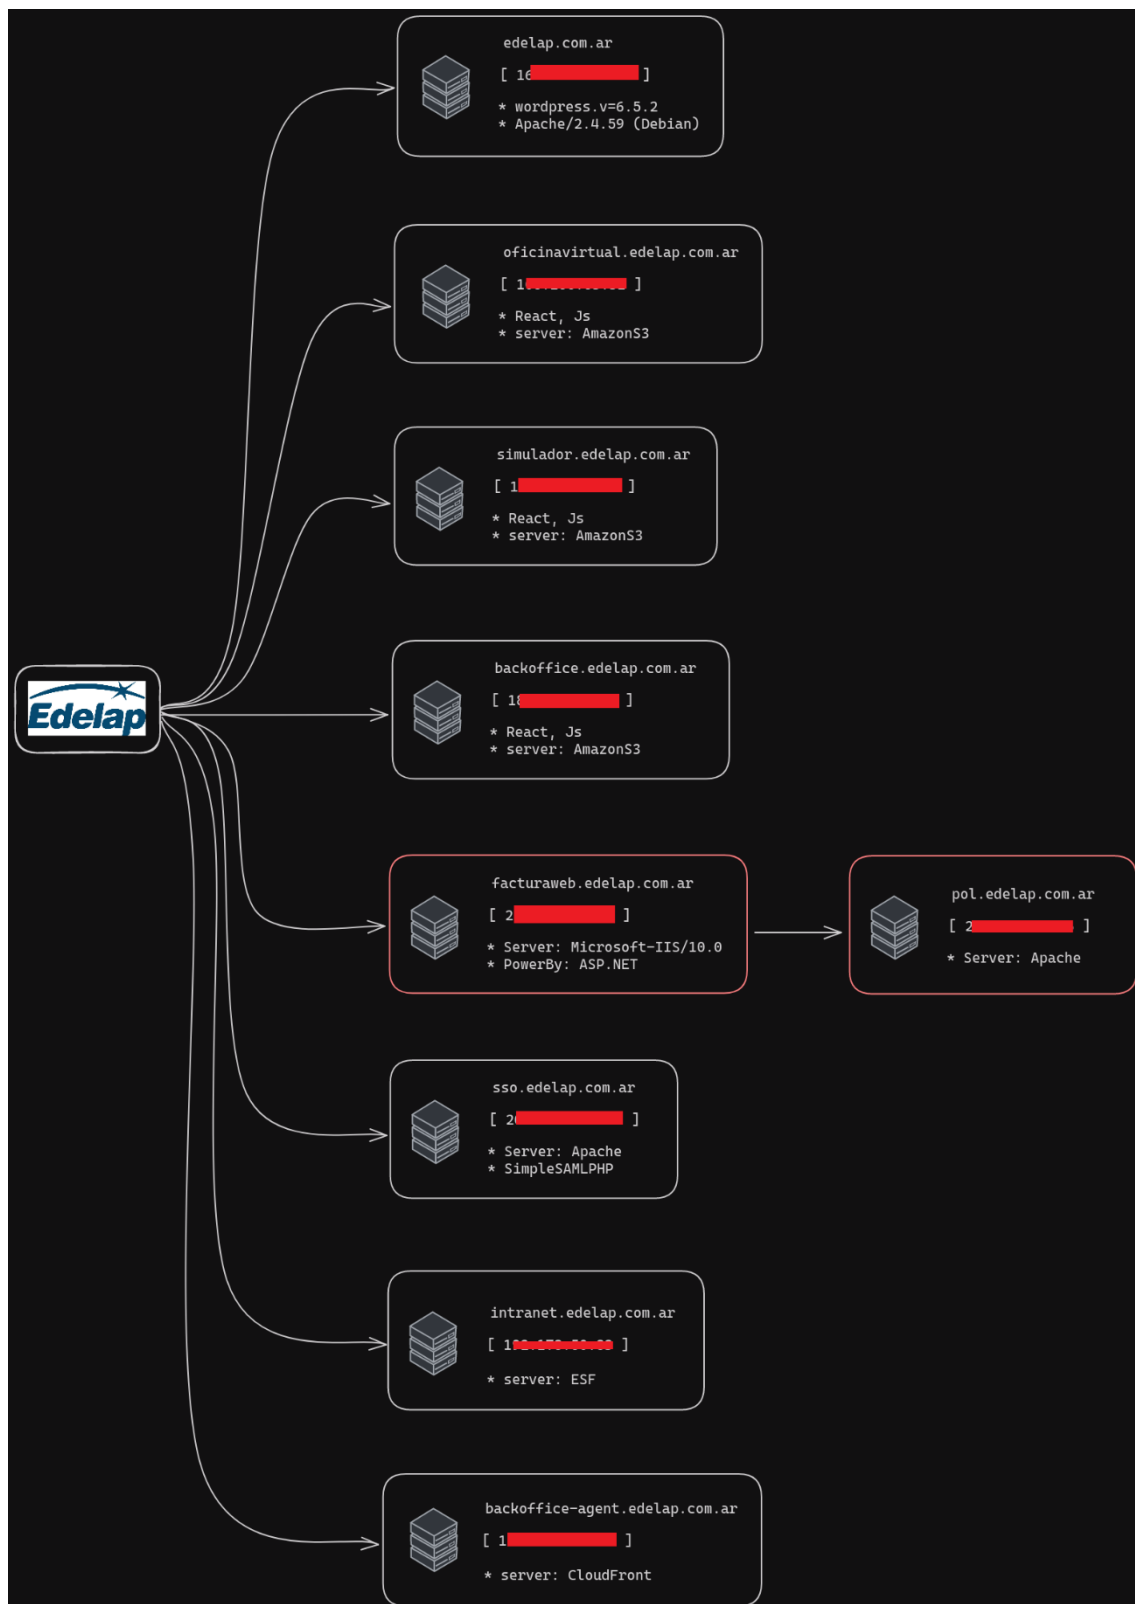 edelap.com.ar
[ 16 ]
* wordpress.v=6.5.2
* Apache/2.4.59 (Debian)
oficinavirtual.edelap.com.ar
[ 1 ]
* React, Js
* server: AmazonS3
simulador.edelap.com.ar
[ 1 ]
* React, Js
* server: AmazonS3
Edelap
backoffice.edelap.com.ar
[ 18 ]
* React, Js
* server: AmazonS3
facturaweb.edelap.com.ar
[ 2 ]
* Server: Microsoft-IIS/10.0
* PowerBy: ASP.NET
pol.edelap.com.ar
[ 2 ]
* Server: Apache
sso.edelap.com.ar
[ 20 ]
* Server: Apache
* SimpleSAMLPHP
intranet.edelap.com.ar
[ 1 ]
* server: ESF
backoffice-agent.edelap.com.ar
[ 1 ]
* server: CloudFront